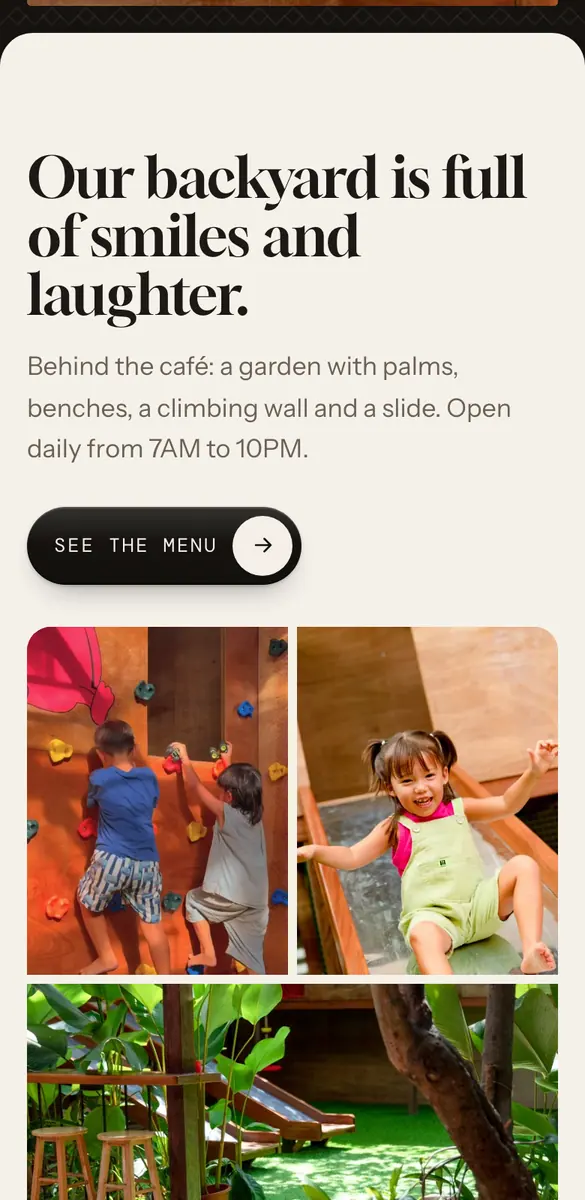 Our backyard is full
of smiles and
laughter.
Behind the café: a garden with palms,
benches, a climbing wall and a slide. Open
daily from 7AM to 10PM.
SEE THE MENU